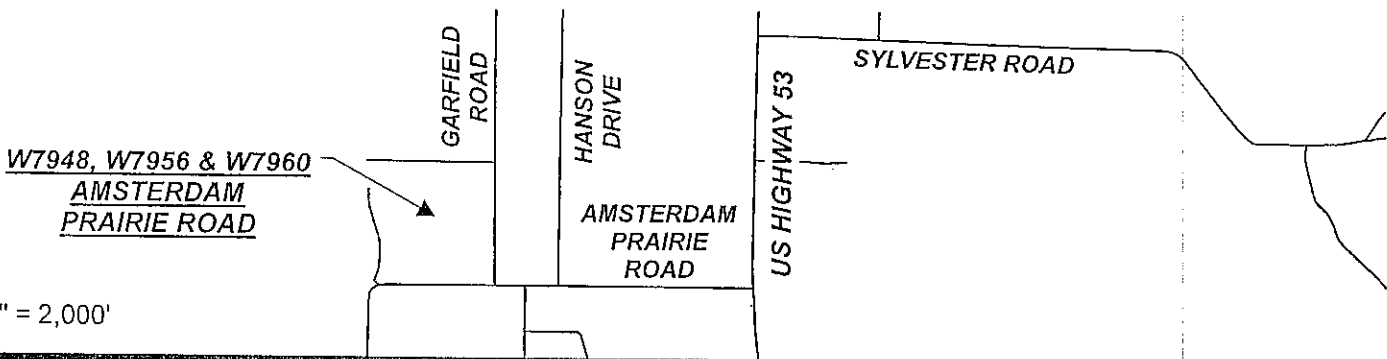 GARFIELD
ROAD
HANSON
DRIVE
US HIGHWAY 53
SYLVESTER ROAD
W7948, W7956 & W7960
AMSTERDAM
PRAIRIE ROAD
AMSTERDAM
PRAIRIE
ROAD
" = 2,000'